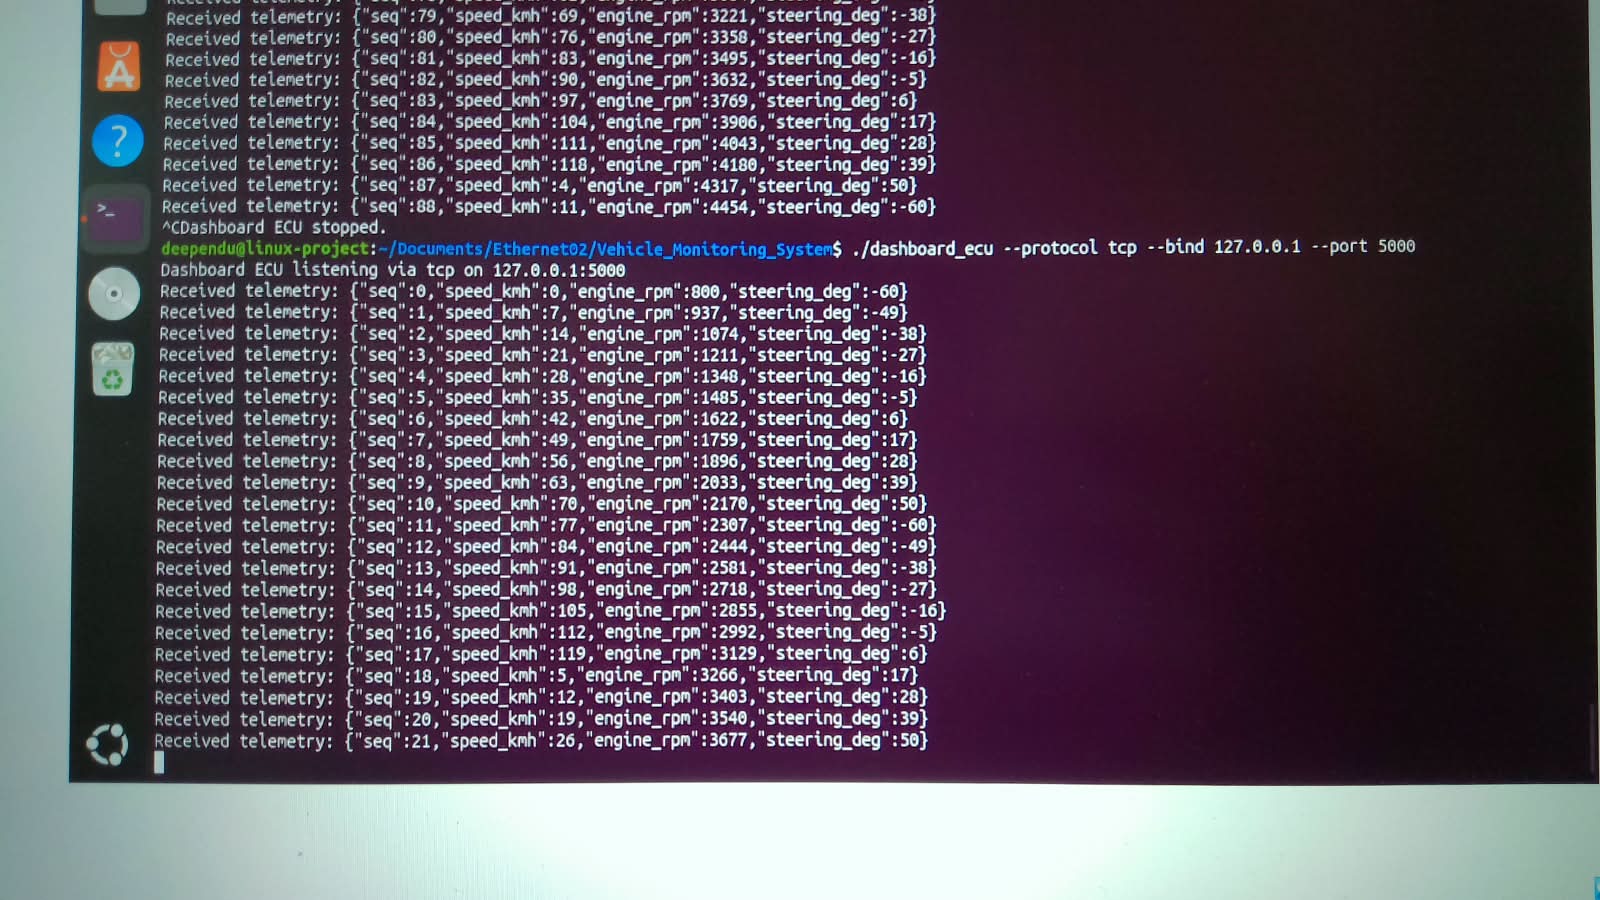 Received telemetry: {"seq":79,"speed_kmh":69,"engine_rpm":3221,"steering_deg":-38}
Received telemetry: {"seq":80,"speed_kmh":76,"engine_rpm":3358,"steering_deg":-27}
Received telemetry: {"seq":81,"speed_kmh":83,"engine_rpm":3495,"steering_deg":-16}
Received telemetry: {"seq":82,"speed_kmh":90,"engine_rpm":3632,"steering_deg":-5}
Received telemetry: {"seq":83,"speed_kmh":97,"engine_rpm":3769,"steering_deg":6}
Received telemetry: {"seq":84,"speed_kmh":104,"engine_rpm":3906,"steering_deg":17}
Received telemetry: {"seq":85,"speed_kmh":111,"engine_rpm":4043,"steering_deg":28}
Received telemetry: {"seq":86,"speed_kmh":118,"engine_rpm":4180,"steering_deg":39}
Received telemetry: {"seq":87,"speed_kmh":4,"engine_rpm":4317,"steering_deg":50}
Received telemetry: {"seq":88,"speed_kmh":11,"engine_rpm":4454,"steering_deg":-60}
^CDashboard ECU stopped.
deependu@linux-project:~/Documents/Ethernet02/Vehicle_Monitoring_System$ ./dashboard_ecu --protocol tcp --bind 127.0.0.1 --port 5000
Dashboard ECU listening via tcp on 127.0.0.1:5000
Received telemetry: {"seq":0,"speed_kmh":0,"engine_rpm":800,"steering_deg":-60}
Received telemetry: {"seq":1,"speed_kmh":7,"engine_rpm":937,"steering_deg":-49}
Received telemetry: {"seq":2,"speed_kmh":14,"engine_rpm":1074,"steering_deg":-38}
Received telemetry: {"seq":3,"speed_kmh":21,"engine_rpm":1211,"steering_deg":-27}
Received telemetry: {"seq":4,"speed_kmh":28,"engine_rpm":1348,"steering_deg":-16}
Received telemetry: {"seq":5,"speed_kmh":35,"engine_rpm":1485,"steering_deg":-5}
Received telemetry: {"seq":6,"speed_kmh":42,"engine_rpm":1622,"steering_deg":6}
Received telemetry: {"seq":7,"speed_kmh":49,"engine_rpm":1759,"steering_deg":17}
Received telemetry: {"seq":8,"speed_kmh":56,"engine_rpm":1896,"steering_deg":28}
Received telemetry: {"seq":9,"speed_kmh":63,"engine_rpm":2033,"steering_deg":39}
Received telemetry: {"seq":10,"speed_kmh":70,"engine_rpm":2170,"steering_deg":50}
Received telemetry: {"seq":11,"speed_kmh":77,"engine_rpm":2307,"steering_deg":-60}
Received telemetry: {"seq":12,"speed_kmh":84,"engine_rpm":2444,"steering_deg":-49}
Received telemetry: {"seq":13,"speed_kmh":91,"engine_rpm":2581,"steering_deg":-38}
Received telemetry: {"seq":14,"speed_kmh":98,"engine_rpm":2718,"steering_deg":-27}
Received telemetry: {"seq":15,"speed_kmh":105,"engine_rpm":2855,"steering_deg":-16}
Received telemetry: {"seq":16,"speed_kmh":112,"engine_rpm":2992,"steering_deg":-5}
Received telemetry: {"seq":17,"speed_kmh":119,"engine_rpm":3129,"steering_deg":6}
Received telemetry: {"seq":18,"speed_kmh":5,"engine_rpm":3266,"steering_deg":17}
Received telemetry: {"seq":19,"speed_kmh":12,"engine_rpm":3403,"steering_deg":28}
Received telemetry: {"seq":20,"speed_kmh":19,"engine_rpm":3540,"steering_deg":39}
Received telemetry: {"seq":21,"speed_kmh":26,"engine_rpm":3677,"steering_deg":50}